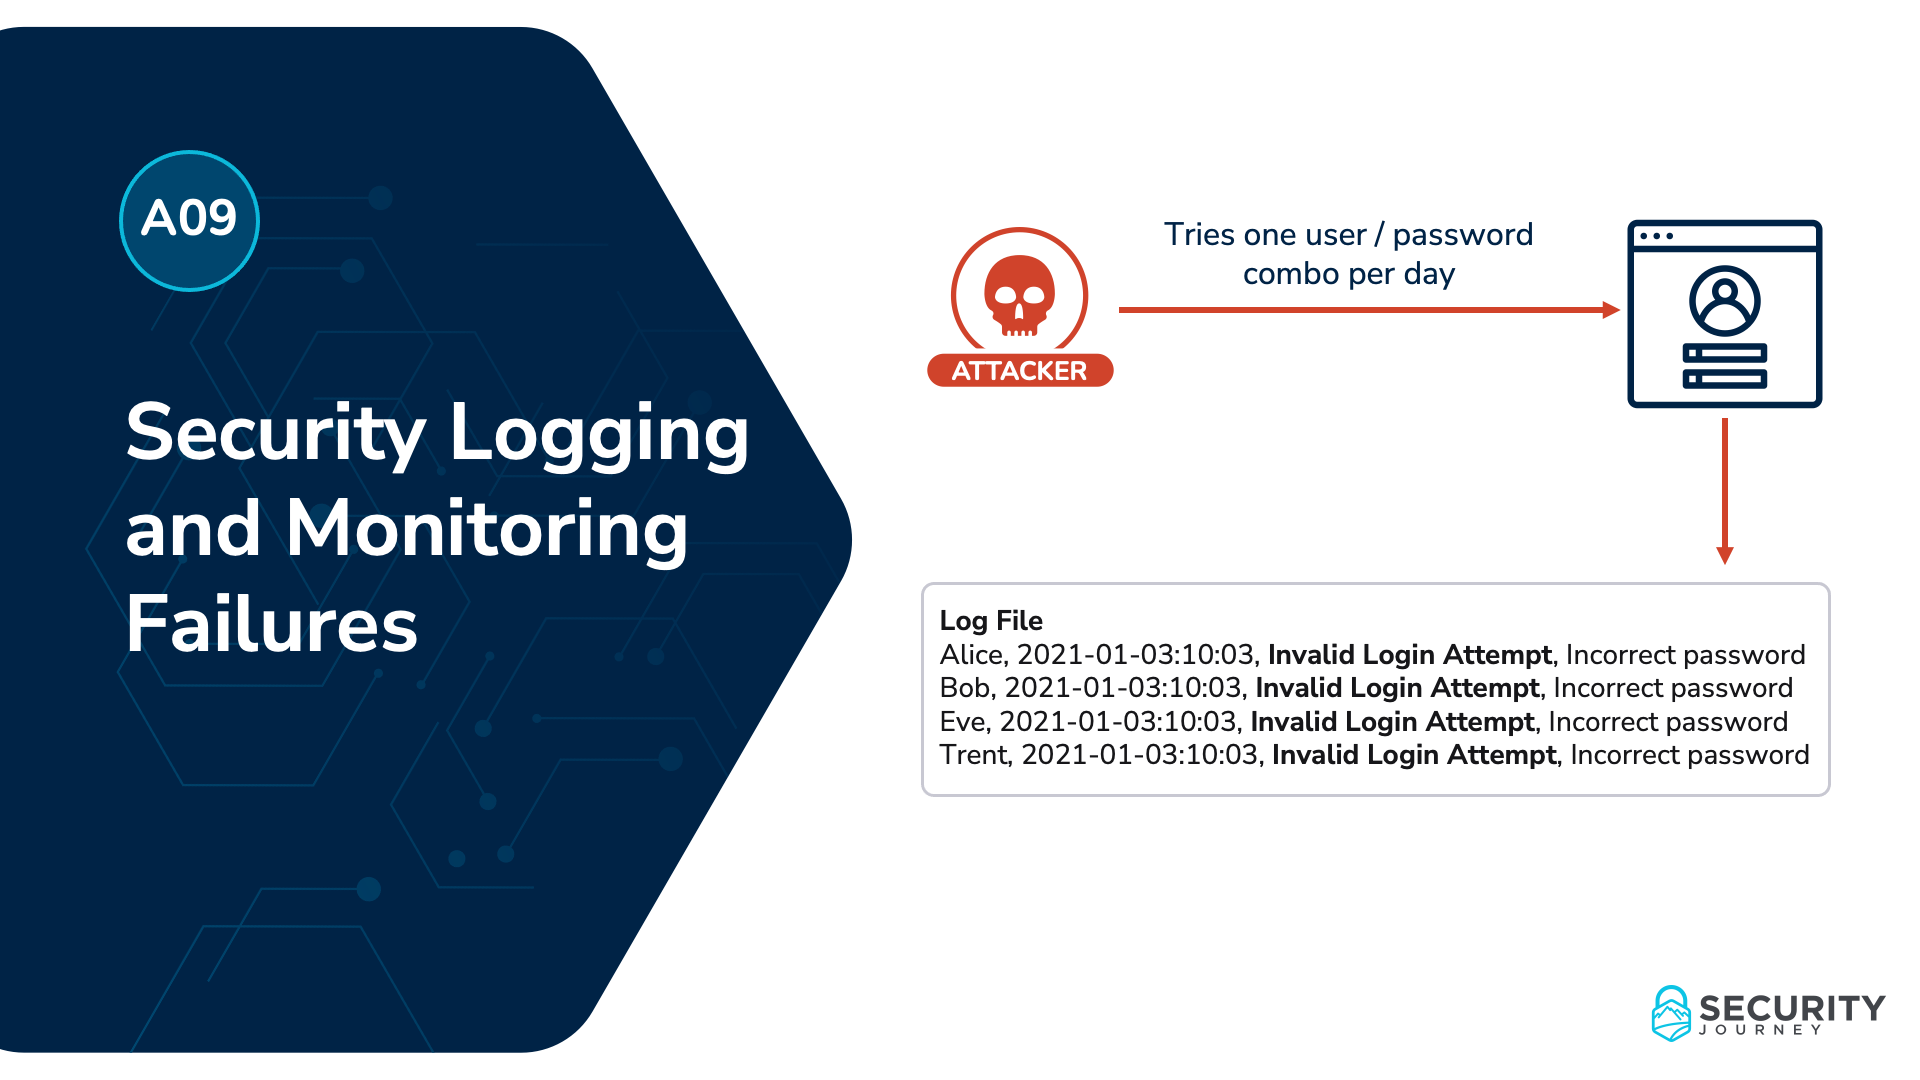 A09
Security Logging
and Monitoring
Failures
Tries one user / password
combo per day
ATTACKER
Log File
Alice, 2021-01-03:10:03, Invalid Login Attempt, Incorrect password
Bob, 2021-01-03:10:03, Invalid Login Attempt, Incorrect password
Eve, 2021-01-03:10:03, Invalid Login Attempt, Incorrect password
Trent, 2021-01-03:10:03, Invalid Login Attempt, Incorrect password
SECURITY
JOURNEY